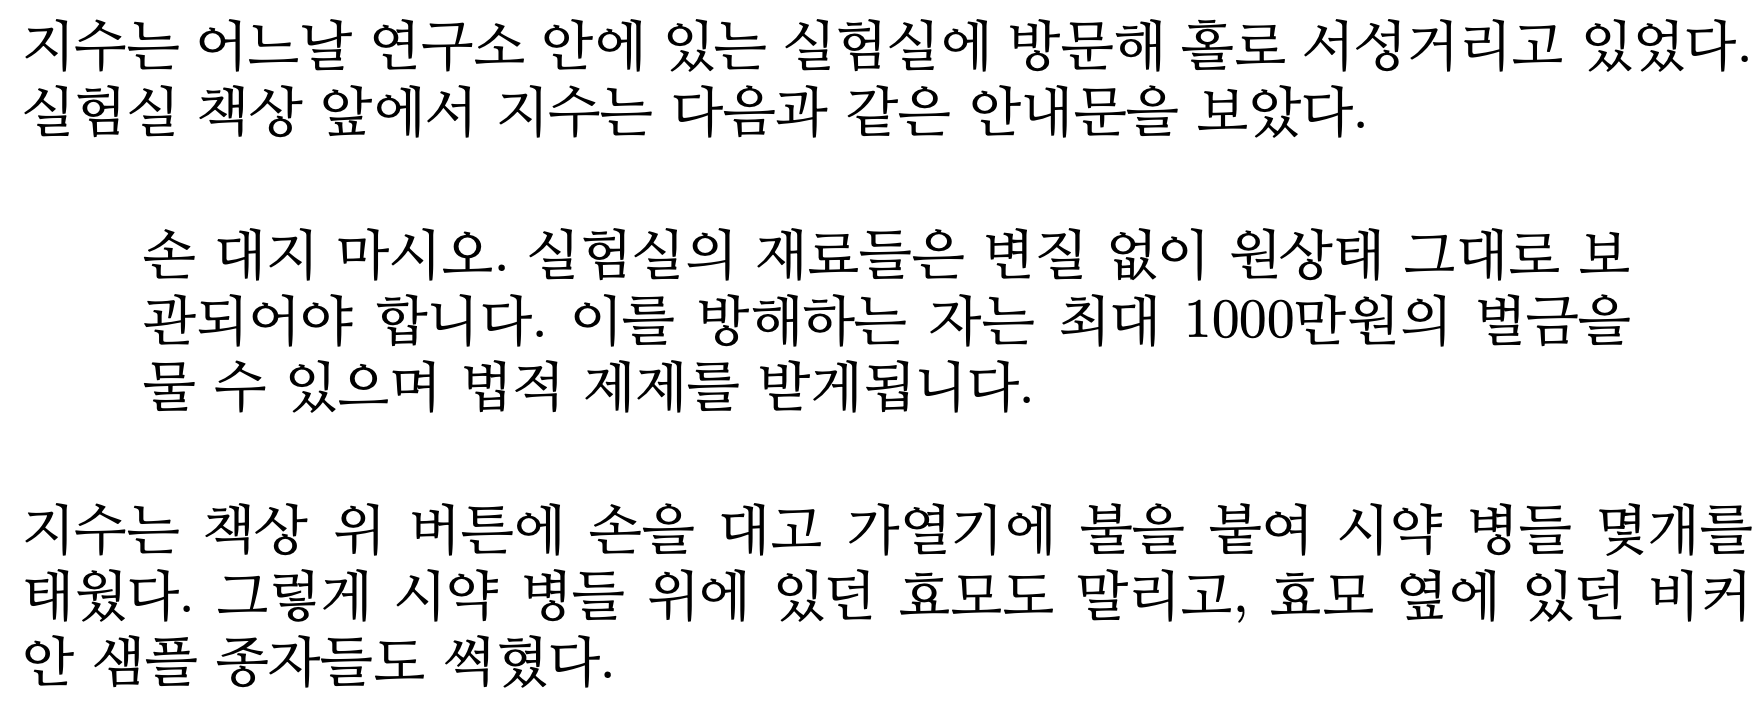 지수는 어느날 연구소 안에 있는 실험실에 방문해 홀로 서성거리고 있었다.
실험실 책상 앞에서 지수는 다음과 같은 안내문을 보았다.
손 대지 마시오. 실험실의 재료들은 변질 없이 원상태 그대로 보
관되어야 합니다. 이를 방해하는 자는 최대 1000만원의 벌금을
물 수 있으며 법적 제제를 받게됩니다.
지수는 책상 위 버튼에 손을 대고 가열기에 불을 붙여 시약 병들 몇개를
태웠다. 그렇게 시약 병들 위에 있던 효모도 말리고, 효모 옆에 있던 비커
안 샘플 종자들도 썩혔다.